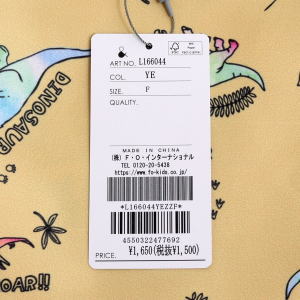 ART NO. L166044
COL. YE
SIZE. F
QUALITY.
MADE IN CHINA
(株)F・O・インターナショナル
TEL 0120-20-5438
https://www.fo-kids.co.jp/
*L166044YEZZF*
4550322477692
PRICE. ¥1,650(税抜¥1,500)
DINOSAUR
OAR!!